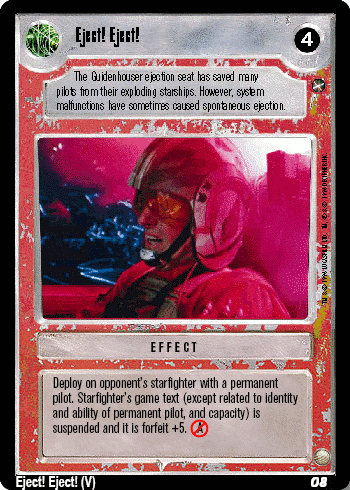 Eject! Eject!
4
The Guidenhouser ejection seat has saved many
pilots from their exploding starships. However, system
malfunctions have sometimes caused spontaneous ejection.
EFFECT
Deploy on opponent's starfighter with a permanent
pilot. Starfighter's game text (except related to identity
and ability of permanent pilot, and capacity) is
suspended and it is forfeit +5. A
Eject! Eject! (V)
08